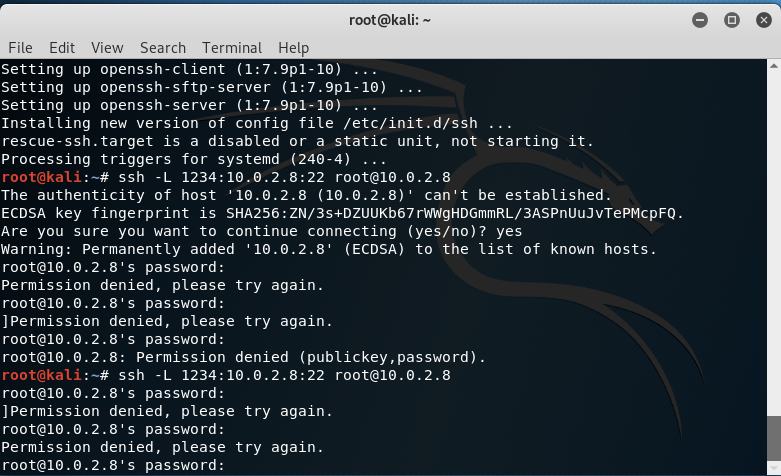 root@kali: ~
File Edit View Search Terminal Help
Setting up openssh-client (1:7.9p1-10) ...
Setting up openssh-sftp-server (1:7.9p1-10) ...
Setting up openssh-server (1:7.9p1-10) ...
Installing new version of config file /etc/init.d/ssh ...
rescue-ssh.target is a disabled or a static unit, not starting it.
Processing triggers for systemd (240-4) ...
root@kali:~# ssh -L 1234:10.0.2.8:22 root@10.0.2.8
The authenticity of host '10.0.2.8 (10.0.2.8)' can't be established.
ECDSA key fingerprint is SHA256:ZN/3s+DZUUKb67rWWgHDGmmRL/3ASPnUuJvTePMcpFQ.
Are you sure you want to continue connecting (yes/no)? yes
Warning: Permanently added '10.0.2.8' (ECDSA) to the list of known hosts.
root@10.0.2.8's password:
Permission denied, please try again.
root@10.0.2.8's password:
]Permission denied, please try again.
root@10.0.2.8's password:
root@10.0.2.8: Permission denied (publickey,password).
root@kali:~# ssh -L 1234:10.0.2.8:22 root@10.0.2.8
root@10.0.2.8's password:
]Permission denied, please try again.
root@10.0.2.8's password:
Permission denied, please try again.
root@10.0.2.8's password: